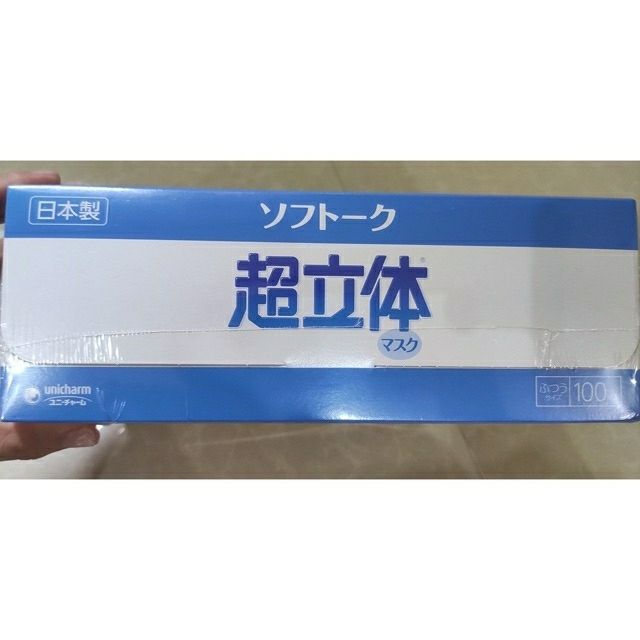 日本製
ソフトーク
超立体®
マスク
unicharm
ユニ・チャーム
ふつう
サイズ
100